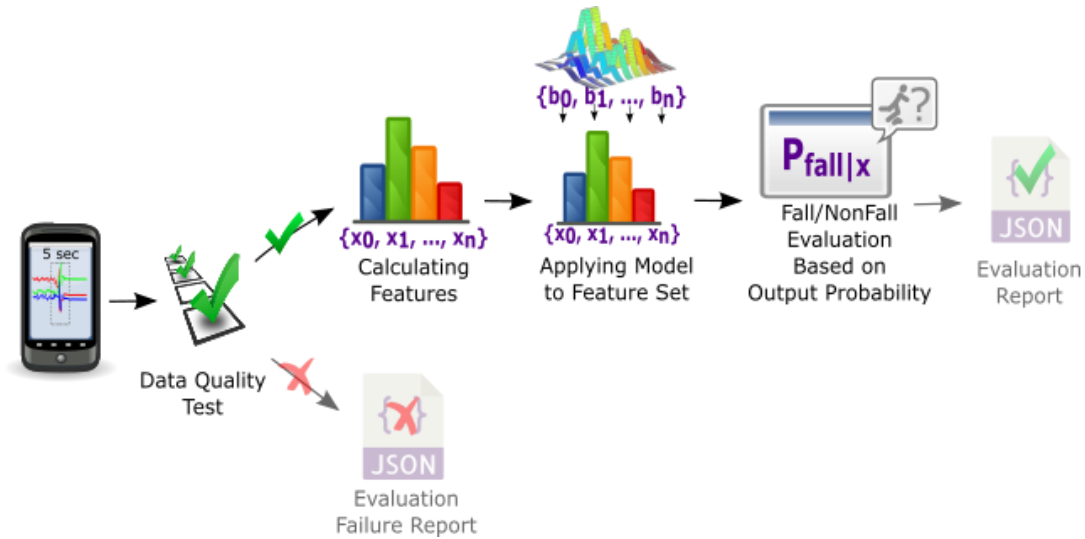 5 sec
Data Quality
Test
{x0, x1, ..., xn}
Calculating
Features
{b0, b1, ..., bn}
{x0, x1, ..., xn}
Applying Model
to Feature Set
?
Pfall|x
Fall/NonFall
Evaluation
Based on
Output Probability
{ }
JSON
Evaluation
Report
{ }
JSON
Evaluation
Failure Report